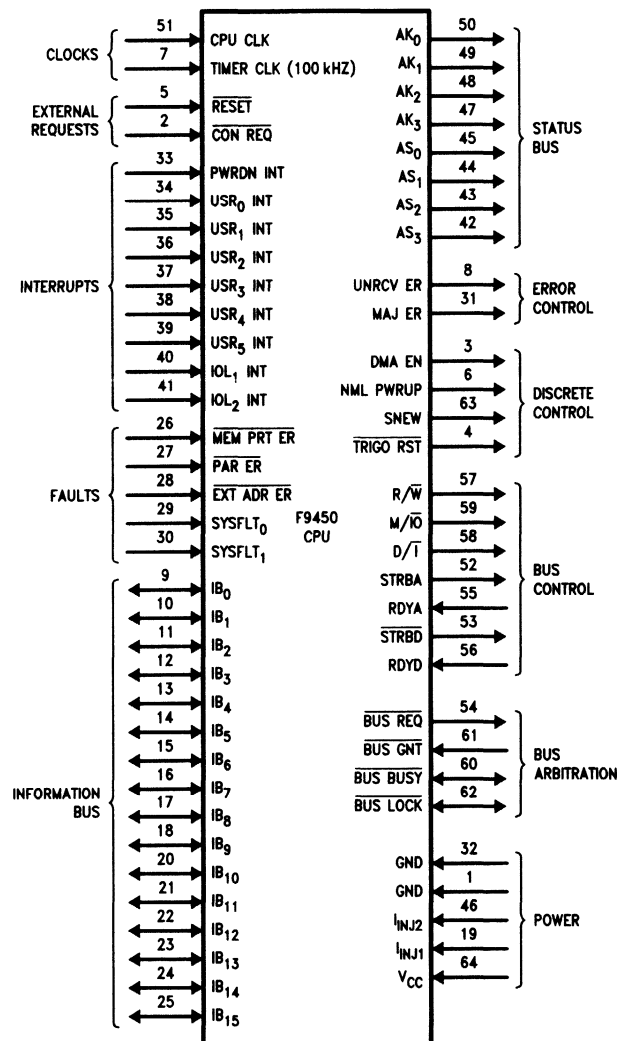 CLOCKS
51 CPU CLK
7 TIMER CLK (100 kHZ)
EXTERNAL
REQUESTS
5 RESET
2 CON REQ
INTERRUPTS
33 PWRDN INT
34 USR0 INT
35 USR1 INT
36 USR2 INT
37 USR3 INT
38 USR4 INT
39 USR5 INT
40 IOL1 INT
41 IOL2 INT
FAULTS
26 MEM PRT ER
27 PAR ER
28 EXT ADR ER
29 SYSFLT0
30 SYSFLT1
F9450
CPU
INFORMATION
BUS
9 IB0
10 IB1
11 IB2
12 IB3
13 IB4
14 IB5
15 IB6
16 IB7
17 IB8
18 IB9
20 IB10
21 IB11
22 IB12
23 IB13
24 IB14
25 IB15
AK0 50
AK1 49
AK2 48
AK3 47
AS0 45
AS1 44
AS2 43
AS3 42
STATUS
BUS
UNRCV ER 8
MAJ ER 31
ERROR
CONTROL
DMA EN 3
NML PWRUP 6
SNEW 63
TRIGO RST 4
DISCRETE
CONTROL
R/W 57
M/IO 59
D/I 58
STRBA 52
RDYA 55
STRBD 53
RDYD 56
BUS
CONTROL
BUS REQ 54
BUS GNT 61
BUS BUSY 60
BUS LOCK 62
BUS
ARBITRATION
GND 32
GND 1
IINJ2 46
IINJ1 19
VCC 64
POWER